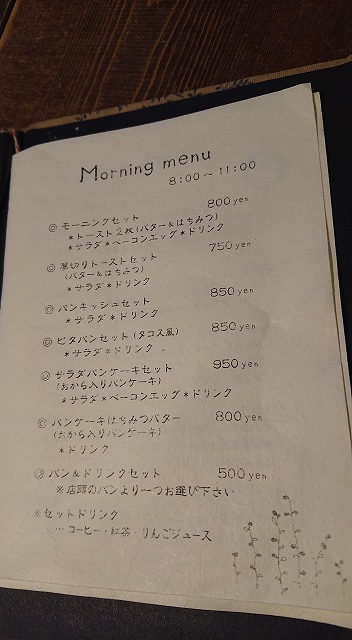 Morning menu
8:00～11:00
◎ モーニングセット 800yen
＊トースト2枚(バター&はちみつ)
＊サラダ＊ベーコンエッグ＊ドリンク
◎ 厚切りトーストセット 750yen
(バター&はちみつ)
＊サラダ＊ドリンク
◎ パンキッシュセット 850yen
＊サラダ＊ドリンク
◎ ピタパンセット(タコス風) 850yen
＊サラダ＊ドリンク
◎ サラダパンケーキセット 950yen
(おから入りパンケーキ)
＊サラダ＊ベーコンエッグ＊ドリンク
◎ パンケーキはちみつバター 800yen
(おから入りパンケーキ)
＊ドリンク
◎ パン&ドリンクセット 500yen
※店頭のパンより一つお選び下さい
※セットドリンク
…コーヒー・紅茶・りんごジュース